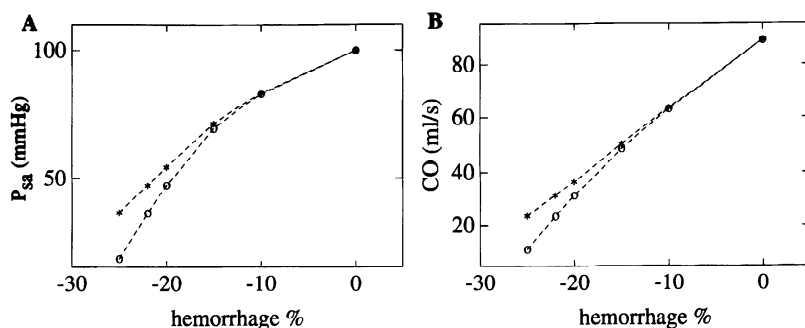 A
100
50
P_sa (mmHg)
-30 -20 -10 0
hemorrhage %
B
80
60
40
20
CO (ml/s)
-30 -20 -10 0
hemorrhage %